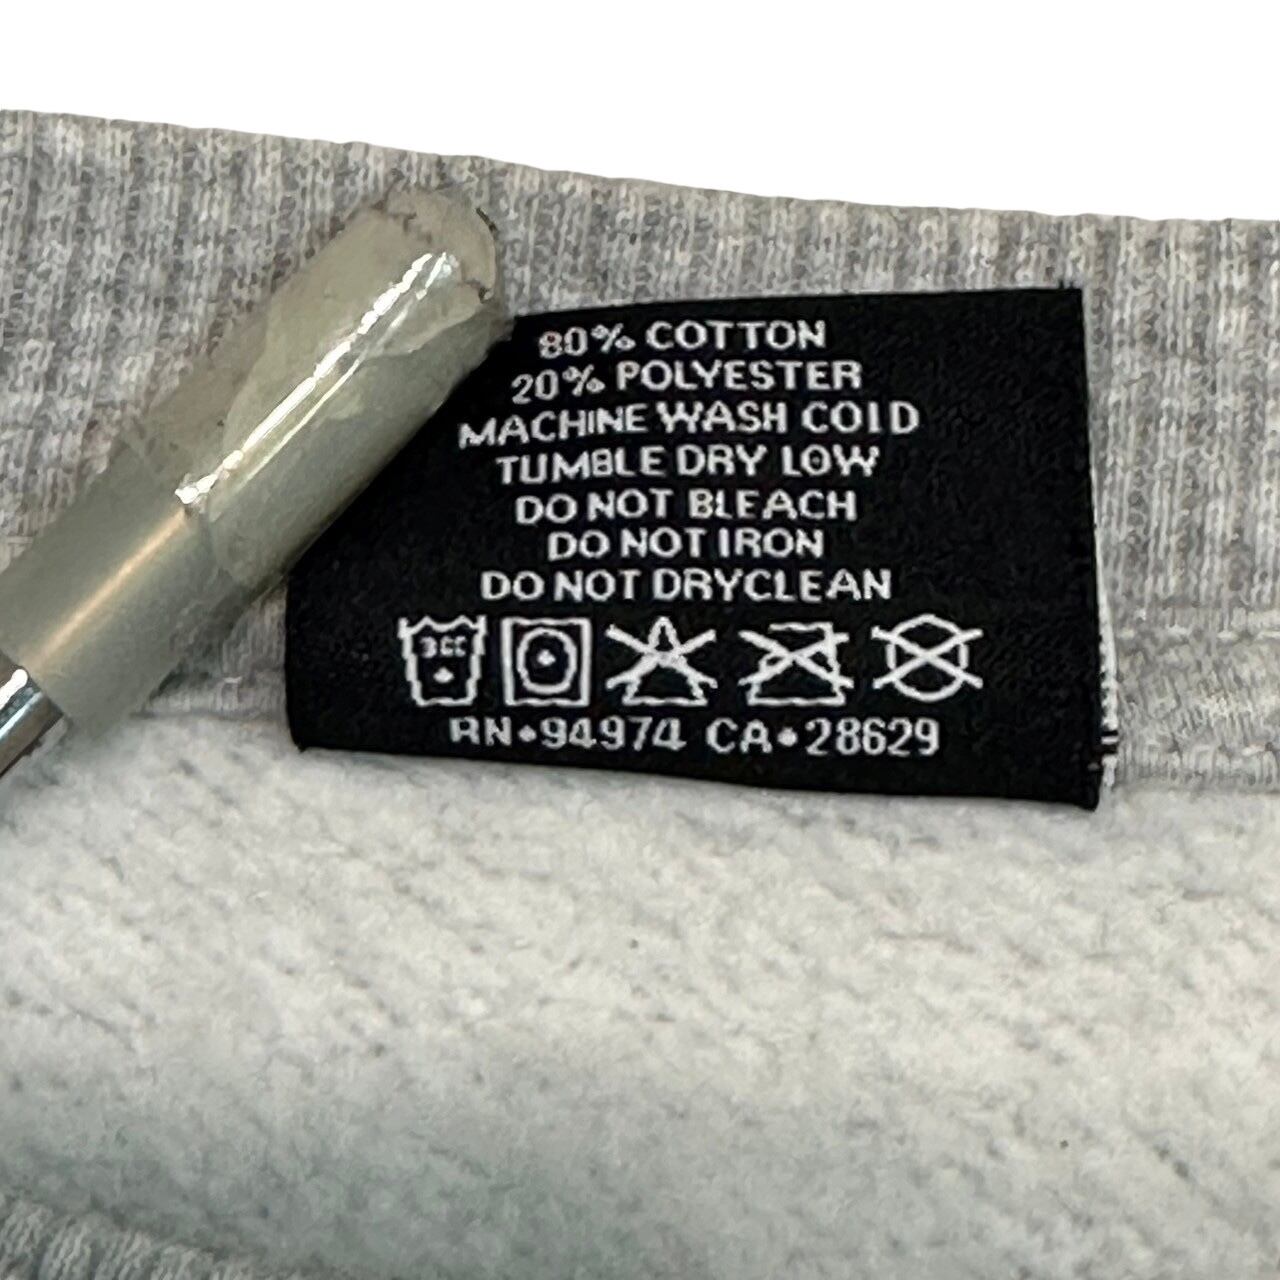 80% COTTON
20% POLYESTER
MACHINE WASH COLD
TUMBLE DRY LOW
DO NOT BLEACH
DO NOT IRON
DO NOT DRYCLEAN
RN•94974 CA•28629